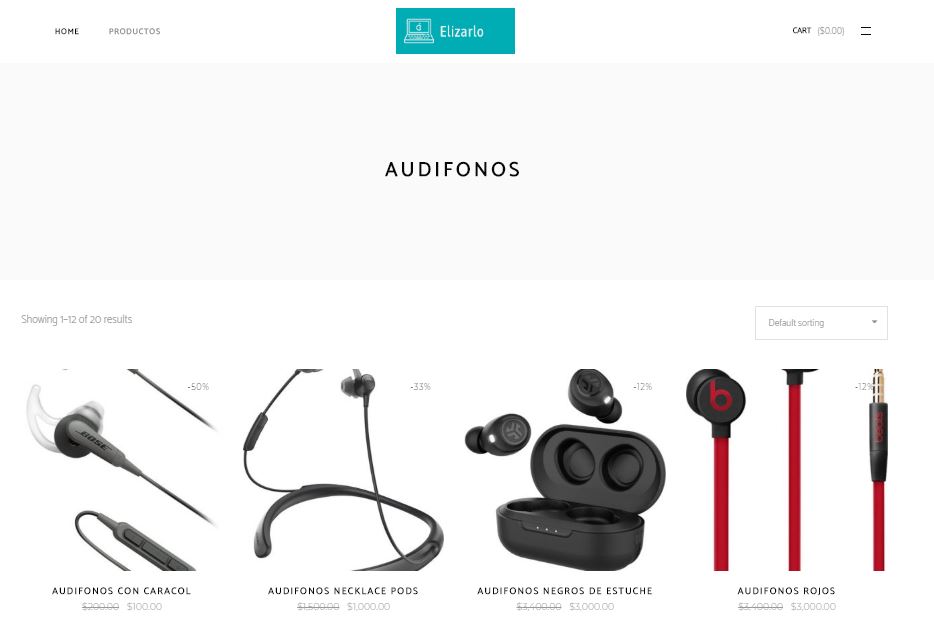 HOME PRODUCTOS Elizarlo CART ($0.00)
AUDIFONOS
Showing 1–12 of 20 results Default sorting
-50% -33% -12% -12%
BOSE
b
beats
AUDIFONOS CON CARACOL AUDIFONOS NECKLACE PODS AUDIFONOS NEGROS DE ESTUCHE AUDIFONOS ROJOS
$200.00 $100.00 $1,500.00 $1,000.00 $3,400.00 $3,000.00 $3,400.00 $3,000.00